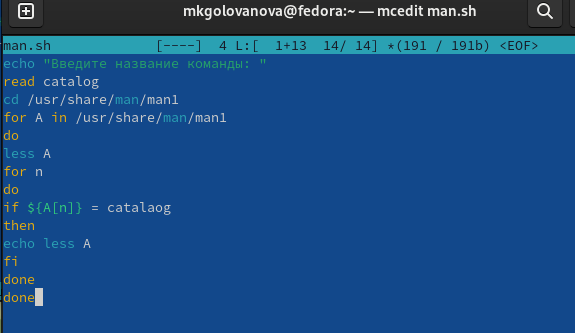 mkgolovanova@fedora:~ — mcedit man.sh
man.sh [----] 4 L:[ 1+13 14/ 14] *(191 / 191b) <EOF>
echo "Введите название команды: "
read catalog
cd /usr/share/man/man1
for A in /usr/share/man/man1
do
less A
for n
do
if ${A[n]} = catalaog
then
echo less A
fi
done
done